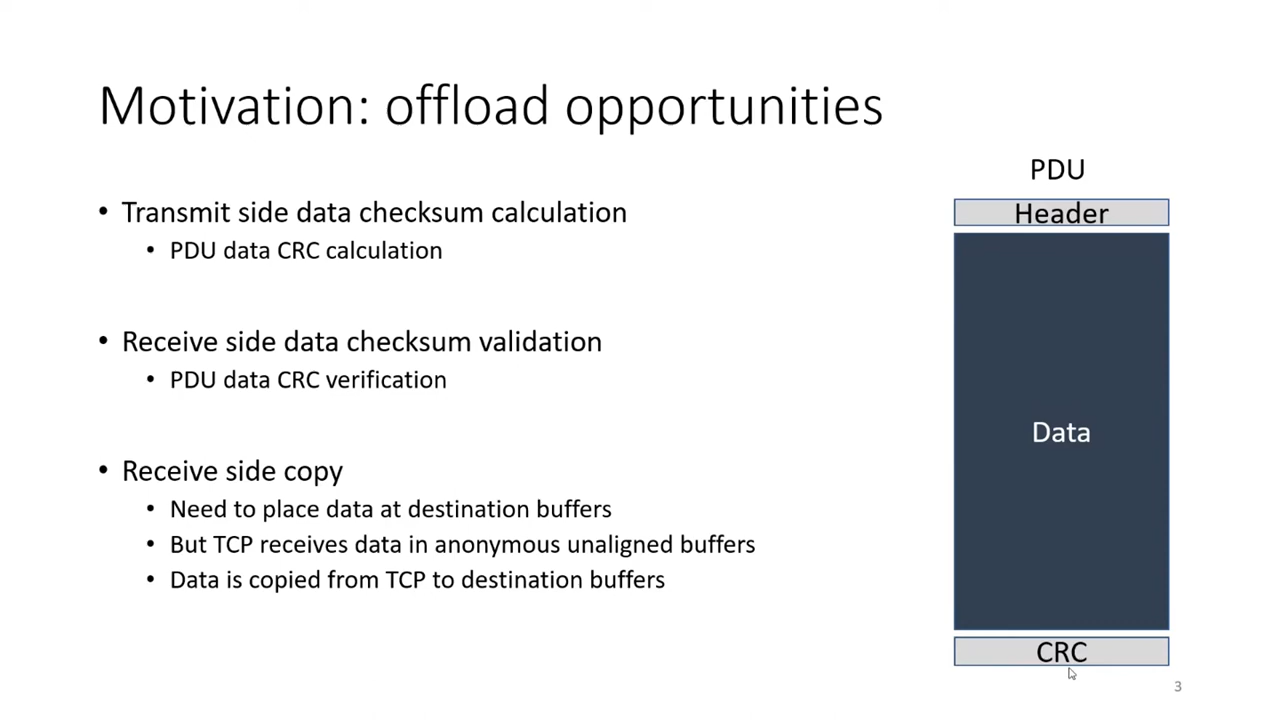 Motivation: offload opportunities
• Transmit side data checksum calculation
• PDU data CRC calculation
• Receive side data checksum validation
• PDU data CRC verification
• Receive side copy
• Need to place data at destination buffers
• But TCP receives data in anonymous unaligned buffers
• Data is copied from TCP to destination buffers
PDU
Header
Data
CRC
3